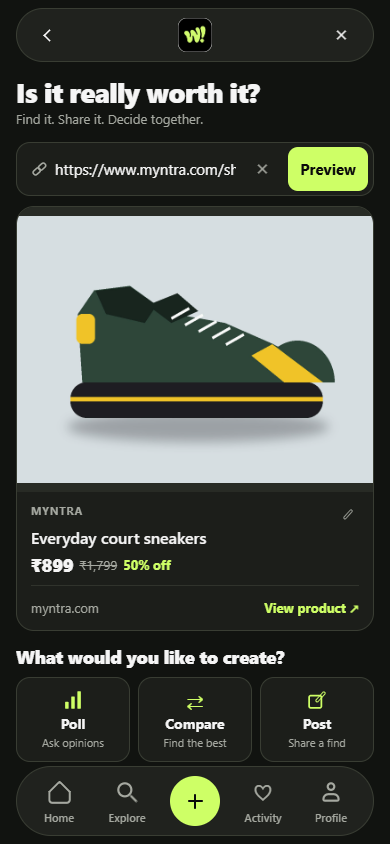 W!
Is it really worth it?
Find it. Share it. Decide together.
https://www.myntra.com/sh
Preview
MYNTRA
Everyday court sneakers
₹899 ₹1,799 50% off
myntra.com
View product ↗
What would you like to create?
Poll
Ask opinions
Compare
Find the best
Post
Share a find
Home
Explore
Activity
Profile